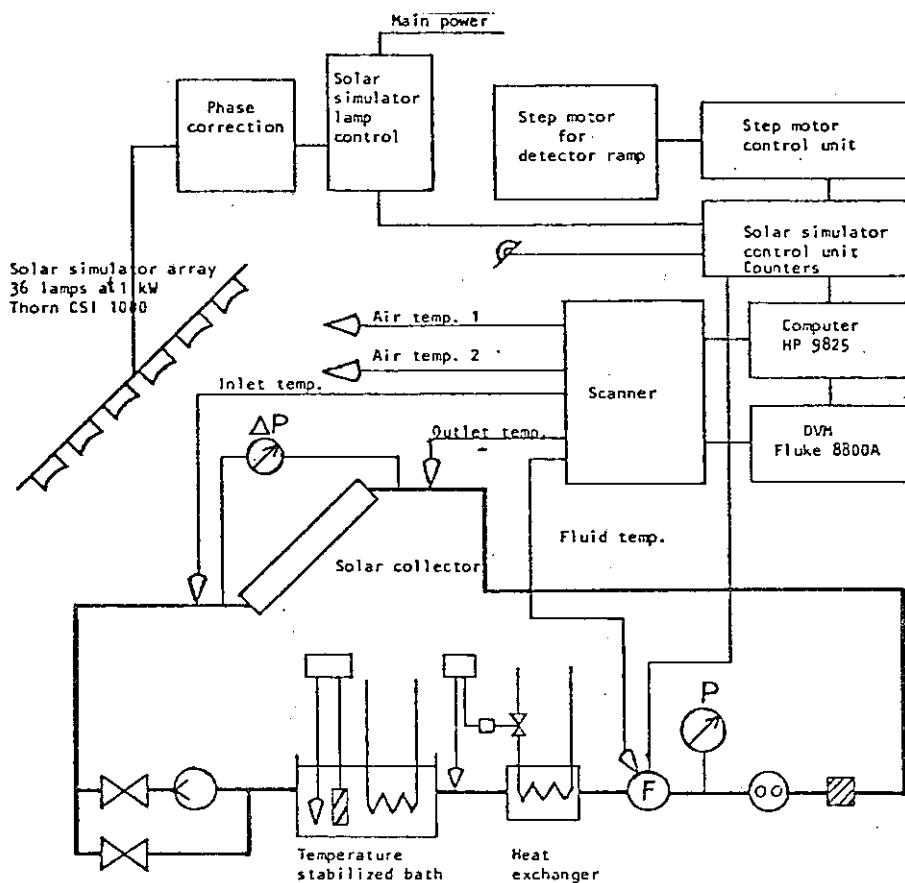 Main power
Solar
simulator
lamp
control
Phase
correction
Step motor
for
detector ramp
Step motor
control unit
Solar simulator
control unit
Counters
Solar simulator array
36 lamps at 1 kW
Thorn CSI 1000
Air temp. 1
Air temp. 2
Inlet temp.
Scanner
Computer
HP 9825
ΔP
Outlet temp.
DVM
Fluke 8800A
Fluid temp.
Solar collector
P
F
Temperature
stabilized bath
Heat
exchanger